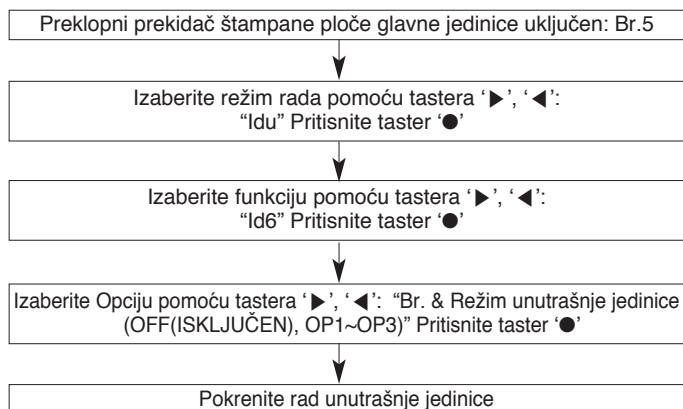 Preklopni prekidač štampane ploče glavne jedinice uključen: Br.5
Izaberite režim rada pomoću tastera ‘▶’, ‘◀’:
“Idu” Pritisnite taster ‘●’
Izaberite funkciju pomoću tastera ‘▶’, ‘◀’:
“Id6” Pritisnite taster ‘●’
Izaberite Opciju pomoću tastera ‘▶’, ‘◀’: “Br. & Režim unutrašnje jedinice
(OFF(ISKLJUČEN), OP1~OP3)” Pritisnite taster ‘●’
Pokrenite rad unutrašnje jedinice